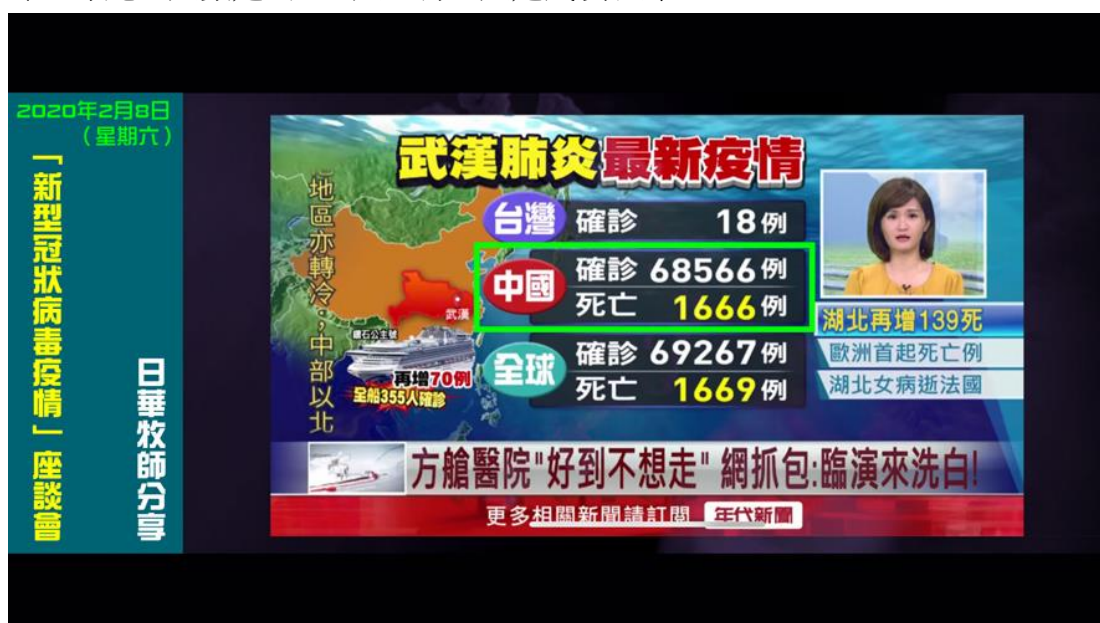 2020年2月8日
（星期六）
「新型冠狀病毒疫情」座談會
日華牧師分享
武漢肺炎最新疫情
地區亦轉冷，中部以北
台灣 確診 18例
中國 確診 68566例
死亡 1666例
全球 確診 69267例
死亡 1669例
武漢
鑽石公主號
再增70例
全船355人確診
湖北再增139死
歐洲首起死亡例
湖北女病逝法國
方艙醫院"好到不想走" 網抓包:臨演來洗白!
更多相關新聞請訂閱 年代新聞